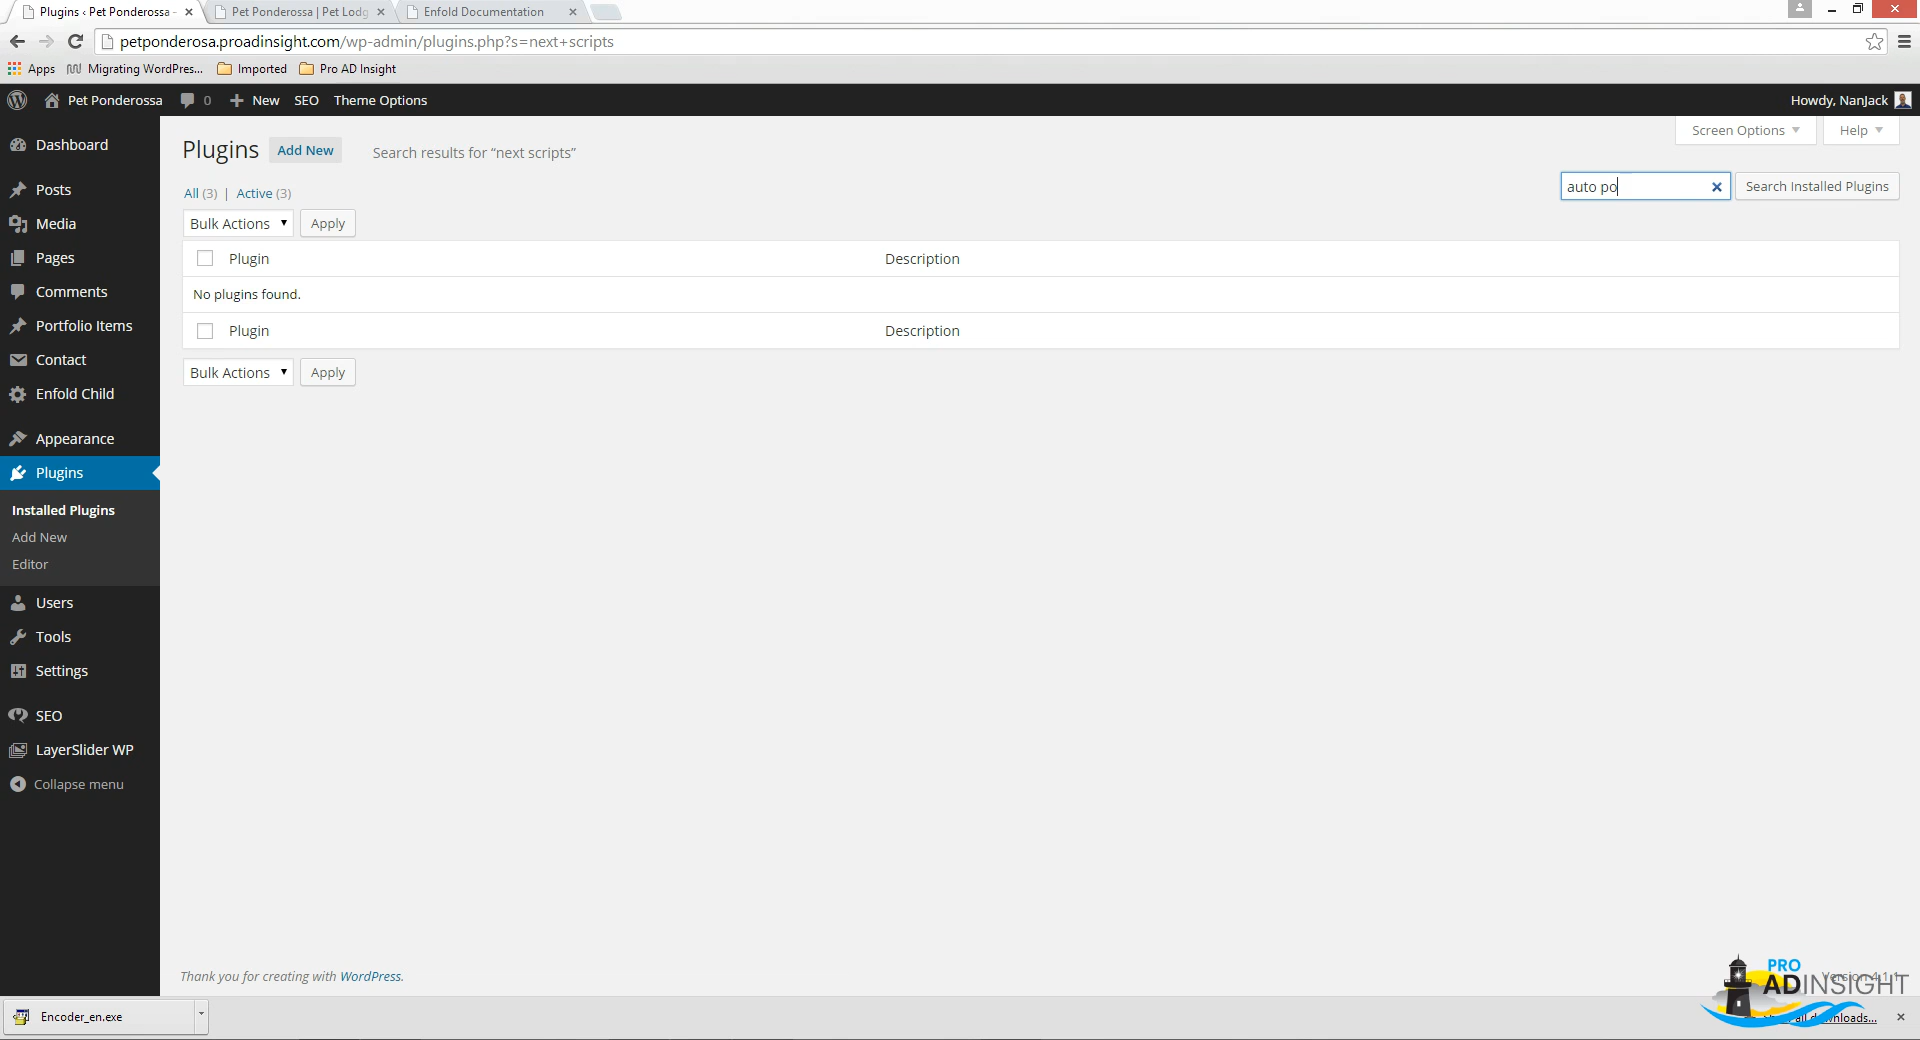 Plugins ‹ Pet Ponderossa -
Pet Ponderossa | Pet Lodg
Enfold Documentation
petponderosa.proadinsight.com/wp-admin/plugins.php?s=next+scripts
Apps
Migrating WordPres...
Imported
Pro AD Insight
Pet Ponderossa
0
New
SEO
Theme Options
Howdy, NanJack
Dashboard
Posts
Media
Pages
Comments
Portfolio Items
Contact
Enfold Child
Appearance
Plugins
Installed Plugins
Add New
Editor
Users
Tools
Settings
SEO
LayerSlider WP
Collapse menu
Plugins
Add New
Search results for “next scripts”
Screen Options
Help
All (3) | Active (3)
auto po
Search Installed Plugins
Bulk Actions
Apply
Plugin
Description
No plugins found.
Plugin
Description
Bulk Actions
Apply
Thank you for creating with WordPress.
Version 4.1.1
PRO
ADINSIGHT
Encoder_en.exe
Show all downloads...